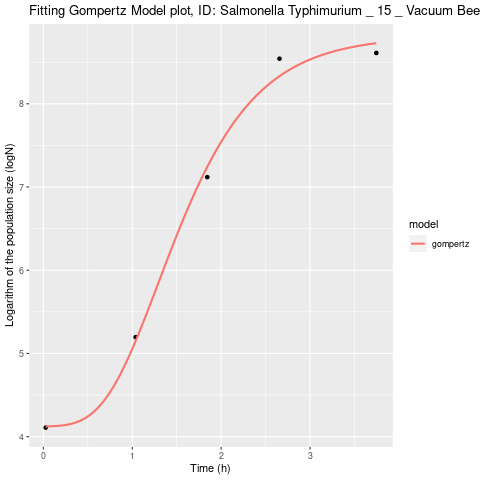 Fitting Gompertz Model plot, ID: Salmonella Typhimurium _ 15 _ Vacuum Bee
Logarithm of the population size (logN)
8
7
6
5
4
0 1 2 3
Time (h)
model
gompertz